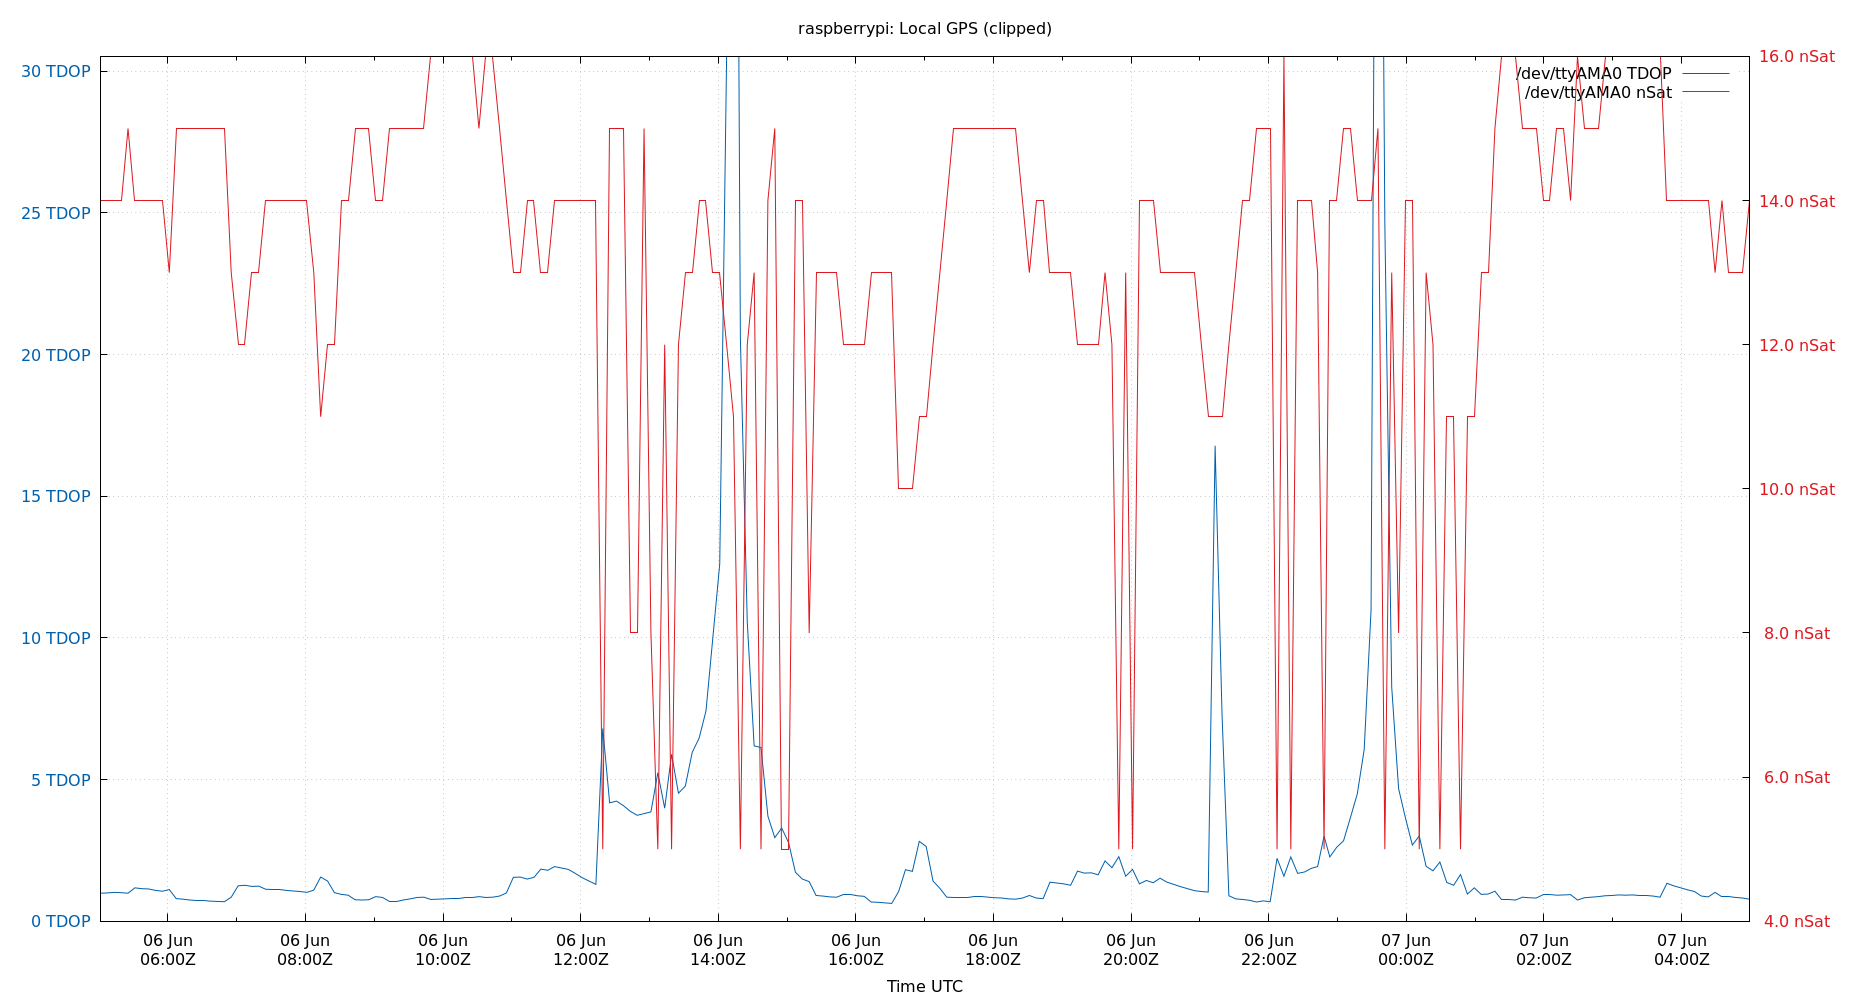 raspberrypi: Local GPS (clipped)
30 TDOP
25 TDOP
20 TDOP
15 TDOP
10 TDOP
5 TDOP
0 TDOP
16.0 nSat
14.0 nSat
12.0 nSat
10.0 nSat
8.0 nSat
6.0 nSat
4.0 nSat
/dev/ttyAMA0 TDOP
/dev/ttyAMA0 nSat
06 Jun 06 Jun 06 Jun 06 Jun 06 Jun 06 Jun 06 Jun 06 Jun 06 Jun 07 Jun 07 Jun 07 Jun
06:00Z 08:00Z 10:00Z 12:00Z 14:00Z 16:00Z 18:00Z 20:00Z 22:00Z 00:00Z 02:00Z 04:00Z
Time UTC